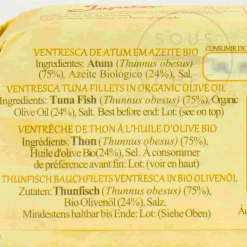 SOUS
CONSUMIR DE
VENTRESCA DE ATUM EM AZEITE BIO
Ingredientes: Atum (Thunnus obesus)
(75%), Azeite Biológico (24%), Sal.
VENTRESCA TUNA FILLETS IN ORGANIC OLIVE OIL
Ingredients: Tuna Fish (Thunnus obesus) (75%), Organic
Olive Oil (24%), Salt. Best before end: Lot: (see on top)
VENTRÊCHE DE THON À L'HUILE D'OLIVE BIO
Ingrédients: Thon (Thunnus obesus) (75%),
Huile d'olive Bio(24%), Sel. A consommer
de préférence avant fin: Lot: (voir en haut)
THUNFISCH BAUCHFILETS VENTRESCA IN BIO OLIVENÖL
Zutaten: Thunfisch (Thunnus obesus) (75%),
Bio Olivenöl (24%), Salz.
Mindestens haltbar bis Ende: Lot: (Siehe Oben)